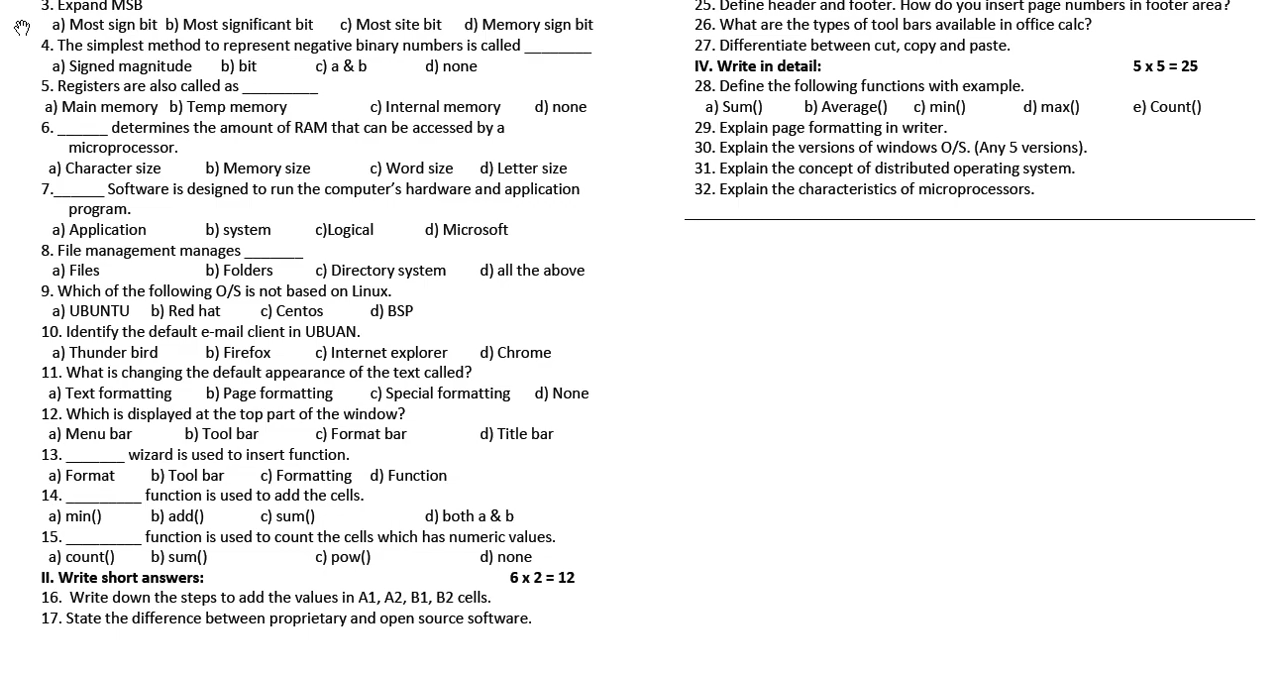 3. Expand MSB
a) Most sign bit b) Most significant bit c) Most site bit d) Memory sign bit
4. The simplest method to represent negative binary numbers is called ________
a) Signed magnitude b) bit c) a & b d) none
5. Registers are also called as _________
a) Main memory b) Temp memory c) Internal memory d) none
6. ______ determines the amount of RAM that can be accessed by a
microprocessor.
a) Character size b) Memory size c) Word size d) Letter size
7.______ Software is designed to run the computer's hardware and application
program.
a) Application b) system c)Logical d) Microsoft
8. File management manages _______
a) Files b) Folders c) Directory system d) all the above
9. Which of the following O/S is not based on Linux.
a) UBUNTU b) Red hat c) Centos d) BSP
10. Identify the default e-mail client in UBUAN.
a) Thunder bird b) Firefox c) Internet explorer d) Chrome
11. What is changing the default appearance of the text called?
a) Text formatting b) Page formatting c) Special formatting d) None
12. Which is displayed at the top part of the window?
a) Menu bar b) Tool bar c) Format bar d) Title bar
13. _______ wizard is used to insert function.
a) Format b) Tool bar c) Formatting d) Function
14. _________ function is used to add the cells.
a) min() b) add() c) sum() d) both a & b
15. _________ function is used to count the cells which has numeric values.
a) count() b) sum() c) pow() d) none
II. Write short answers: 6 x 2 = 12
16. Write down the steps to add the values in A1, A2, B1, B2 cells.
17. State the difference between proprietary and open source software.
25. Define header and footer. How do you insert page numbers in footer area?
26. What are the types of tool bars available in office calc?
27. Differentiate between cut, copy and paste.
IV. Write in detail: 5 x 5 = 25
28. Define the following functions with example.
a) Sum() b) Average() c) min() d) max() e) Count()
29. Explain page formatting in writer.
30. Explain the versions of windows O/S. (Any 5 versions).
31. Explain the concept of distributed operating system.
32. Explain the characteristics of microprocessors.